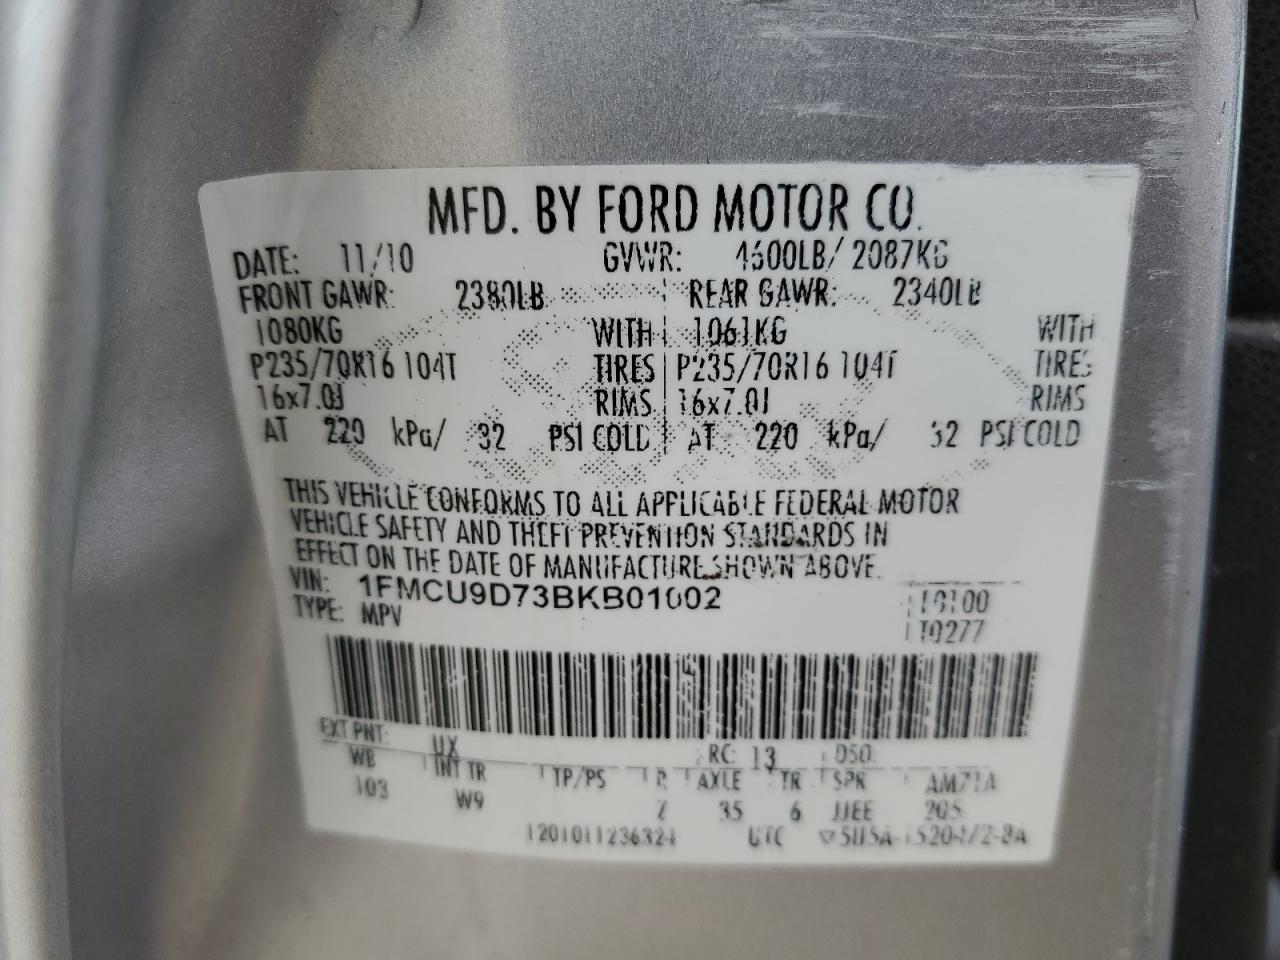 MFD. BY FORD MOTOR CO.
DATE: 11/10 GVWR: 4600LB/ 2087KG
FRONT GAWR: 2380LB REAR GAWR: 2340LB
1080KG WITH 1061KG WITH
P235/70R16 104T TIRES P235/70R16 104T TIRES
16x7.0J RIMS 16x7.0J RIMS
AT 220 kPa/ 32 PSI COLD AT 220 kPa/ 32 PSI COLD
THIS VEHICLE CONFORMS TO ALL APPLICABLE FEDERAL MOTOR
VEHICLE SAFETY AND THEFT PREVENTION STANDARDS IN
EFFECT ON THE DATE OF MANUFACTURE SHOWN ABOVE.
VIN: 1FMCU9D73BKB01002
TYPE: MPV
T0277
EXT PNT: UX RC: 13 DSO:
WB INT TR TP/PS R AXLE TR SPR AM71A
103 W9 35 6 JJEE 205
1201011236324 UTC